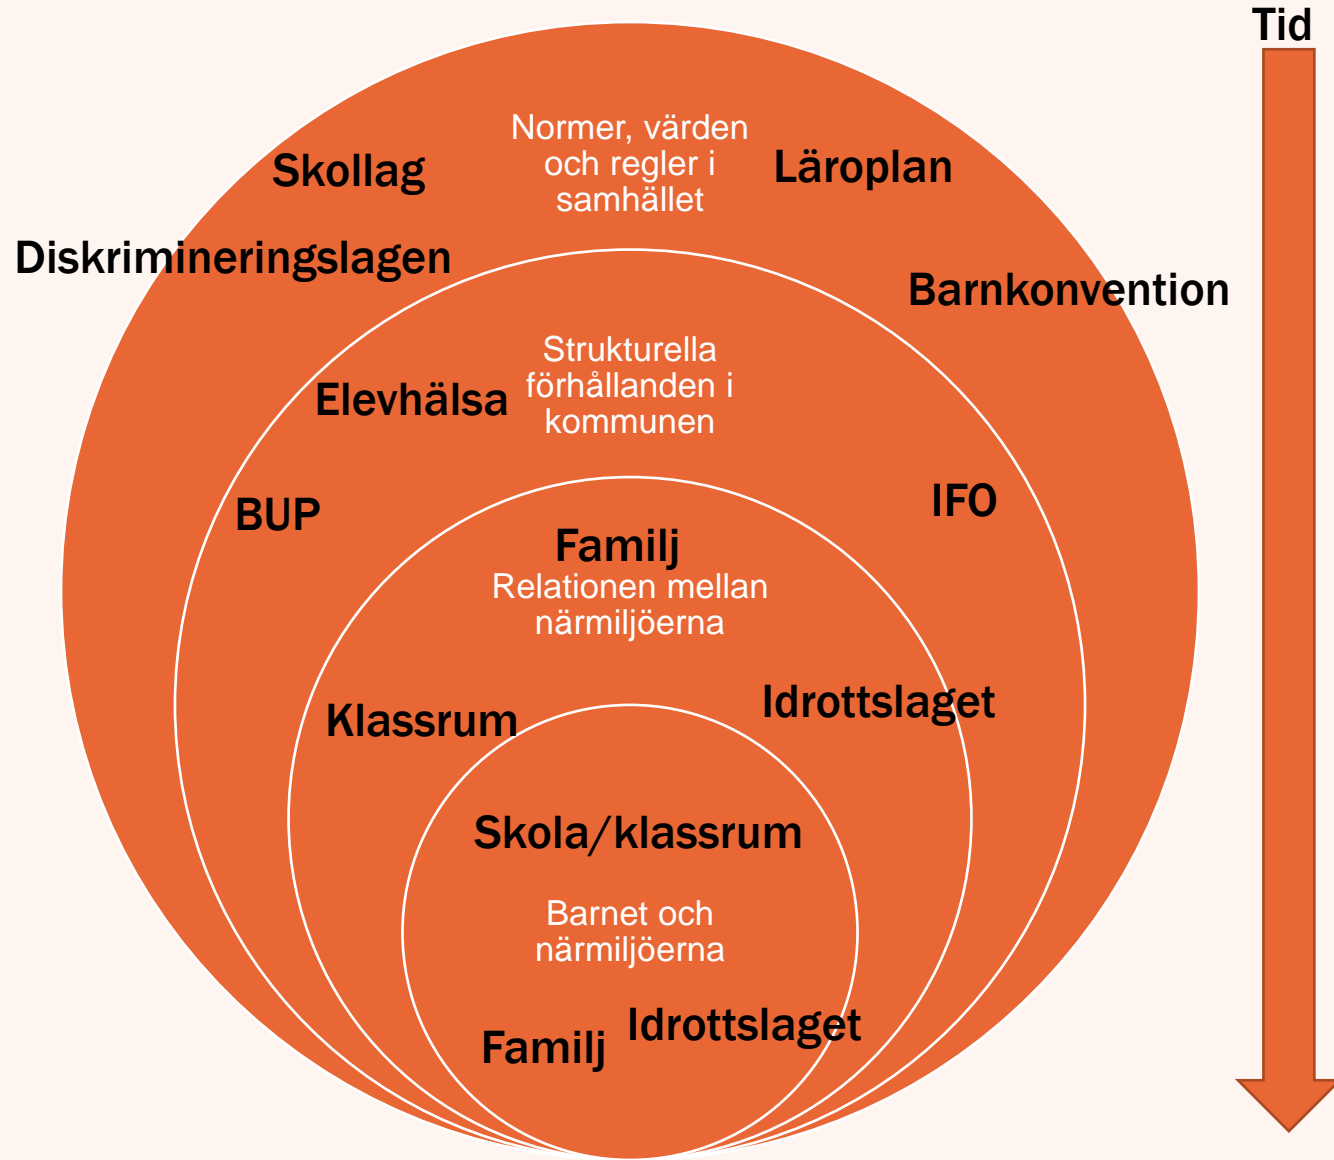 Tid
Normer, värden
och regler i
samhället
Skollag
Läroplan
Diskrimineringslagen
Barnkonvention
Strukturella
förhållanden i
kommunen
Elevhälsa
BUP
IFO
Familj
Relationen mellan
närmiljöerna
Klassrum
Idrottslaget
Skola/klassrum
Barnet och
närmiljöerna
Familj
Idrottslaget